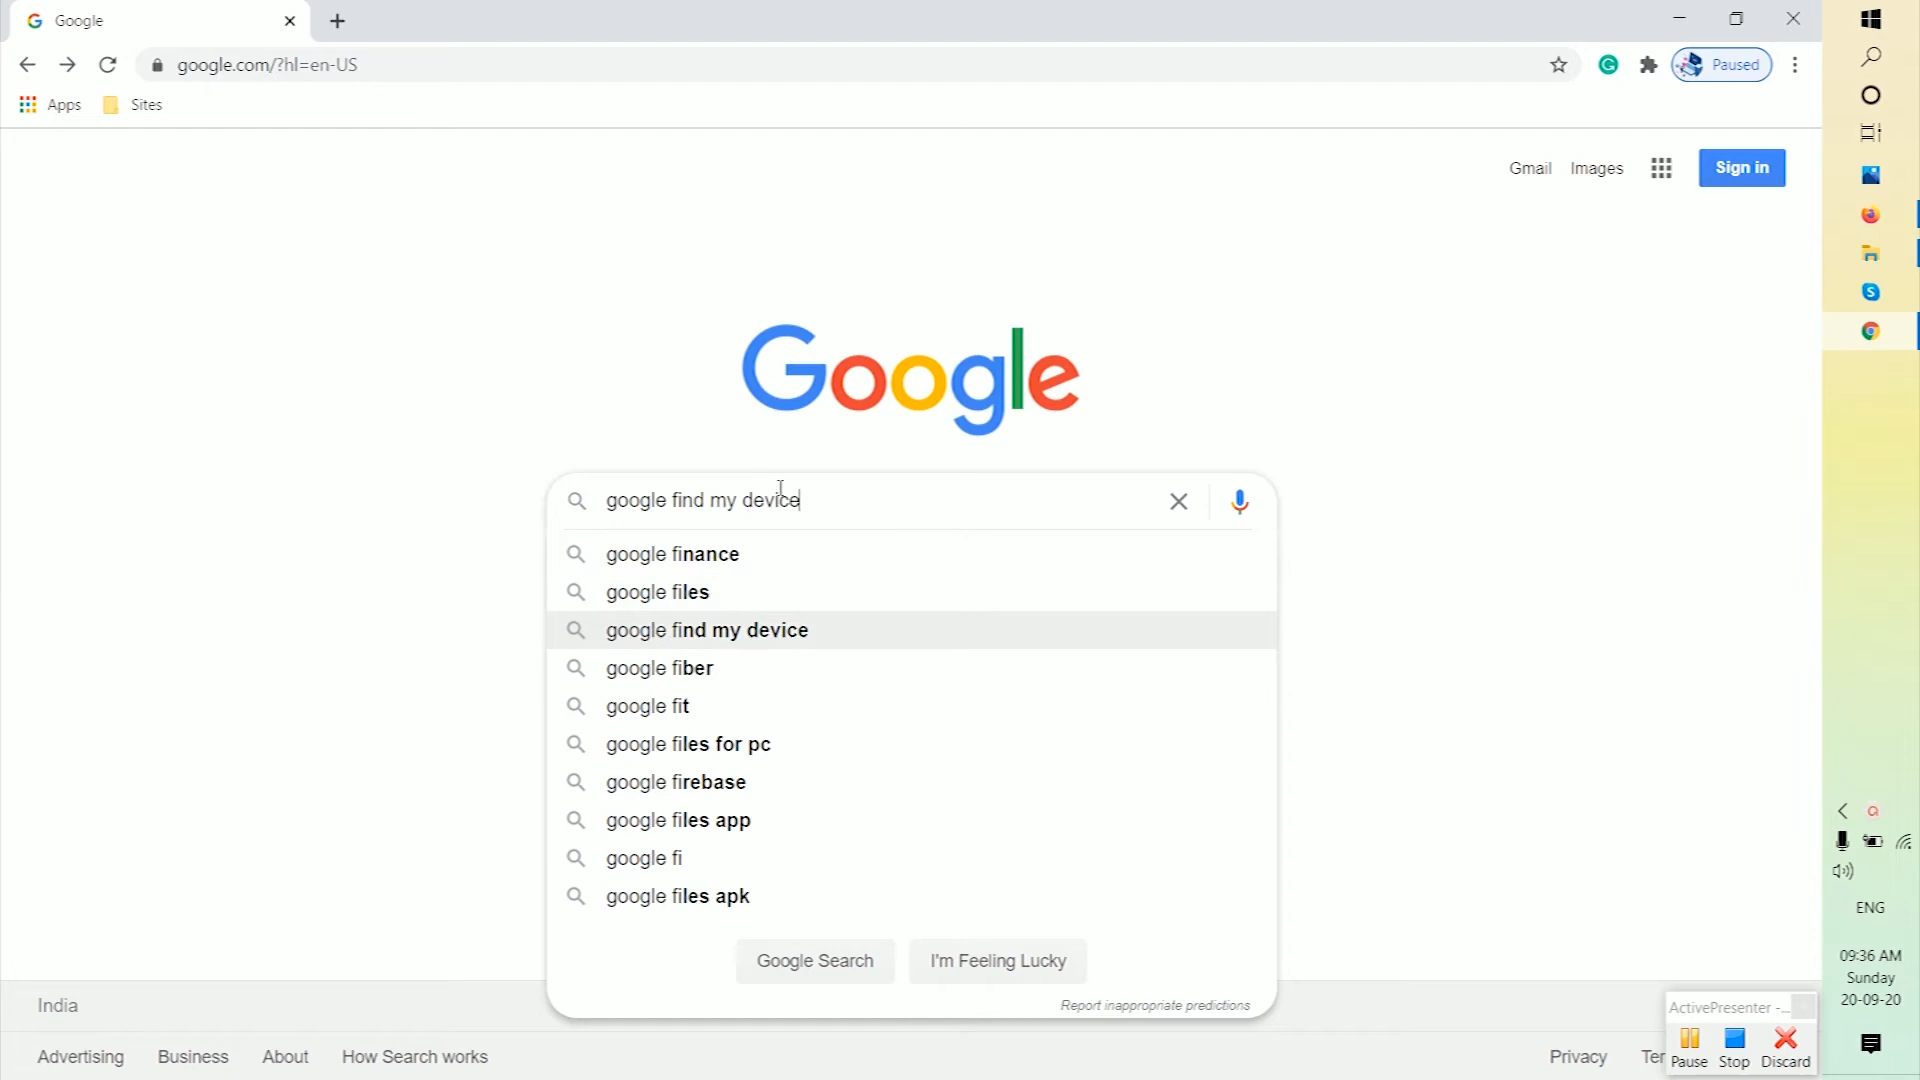 Google
google.com/?hl=en-US
Paused
Apps
Sites
Gmail
Images
Sign in
Google
google find my device
google finance
google files
google find my device
google fiber
google fit
google files for pc
google firebase
google files app
google fi
google files apk
Google Search
I'm Feeling Lucky
Report inappropriate predictions
India
Advertising
Business
About
How Search works
Privacy
Ter
ActivePresenter -...
Pause
Stop
Discard
ENG
09:36 AM
Sunday
20-09-20